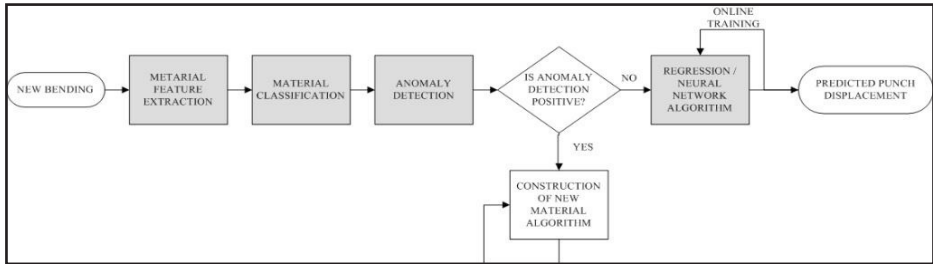 ONLINE
TRAINING
NEW BENDING
METARIAL
FEATURE
EXTRACTION
MATERIAL
CLASSIFICATION
ANOMALY
DETECTION
IS ANOMALY
DETECTION
POSITIVE?
NO
REGRESSION /
NEURAL
NETWORK
ALGORITHM
PREDICTED PUNCH
DISPLACEMENT
YES
CONSTRUCTION
OF NEW
MATERIAL
ALGORITHM